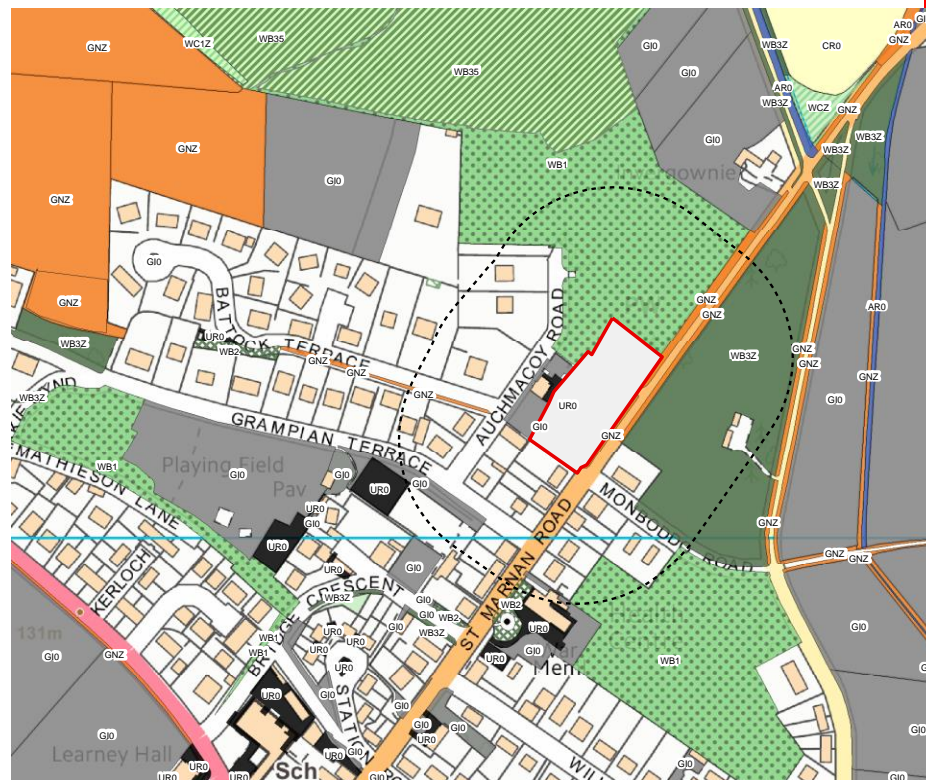 GNZ
WC1Z
WB35
GI0
WB3Z
CR0
AR0
GNZ
WB35
GI0
AR0
WB3Z
WCZ
GNZ
GNZ
GI0
WB1
WB3Z
WB3Z
GI0
WB3Z
GNZ
GI0
BATTOCK TERRACE
GNZ
GNZ
GNZ
AR0
UR0
WB2
WB3Z
GNZ
GNZ
WB3Z
GNZ
GNZ
AUCHMACOY ROAD
GNZ
GNZ
WB3Z
UR0
GI0
GI0
GRAMPIAN TERRACE
GNZ
WB1
Playing Field
GI0
Pav
GI0
UR0
GI0
MATHIESON LANE
UR0
GI0
MONBODDO ROAD
GNZ
UR0
ST MARNAN ROAD
GNZ
GNZ
KERLOCH
GI0
BRIDGE CRESCENT
WB3Z
WB2
131m
GI0
WB2
UR0
GI0
WB1
UR0
UR0
WB3Z
GI0
GI0
GNZ
WB1
GI0
UR0
War
WB1
UR0
GI0
Mem
STATION
UR0
GI0
GI0
GI0
Learney Hall
GI0
UR0
UR0
Sch
UR0
UR0
GI0
GI0